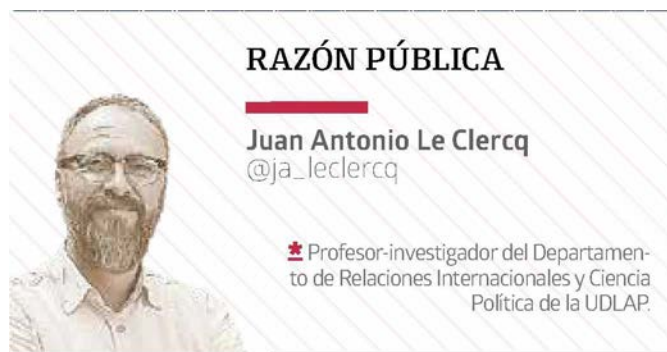 RAZÓN PÚBLICA
Juan Antonio Le Clercq
@ja_leclercq
* Profesor-investigador del Departamen-
to de Relaciones Internacionales y Ciencia
Política de la UDLAP.